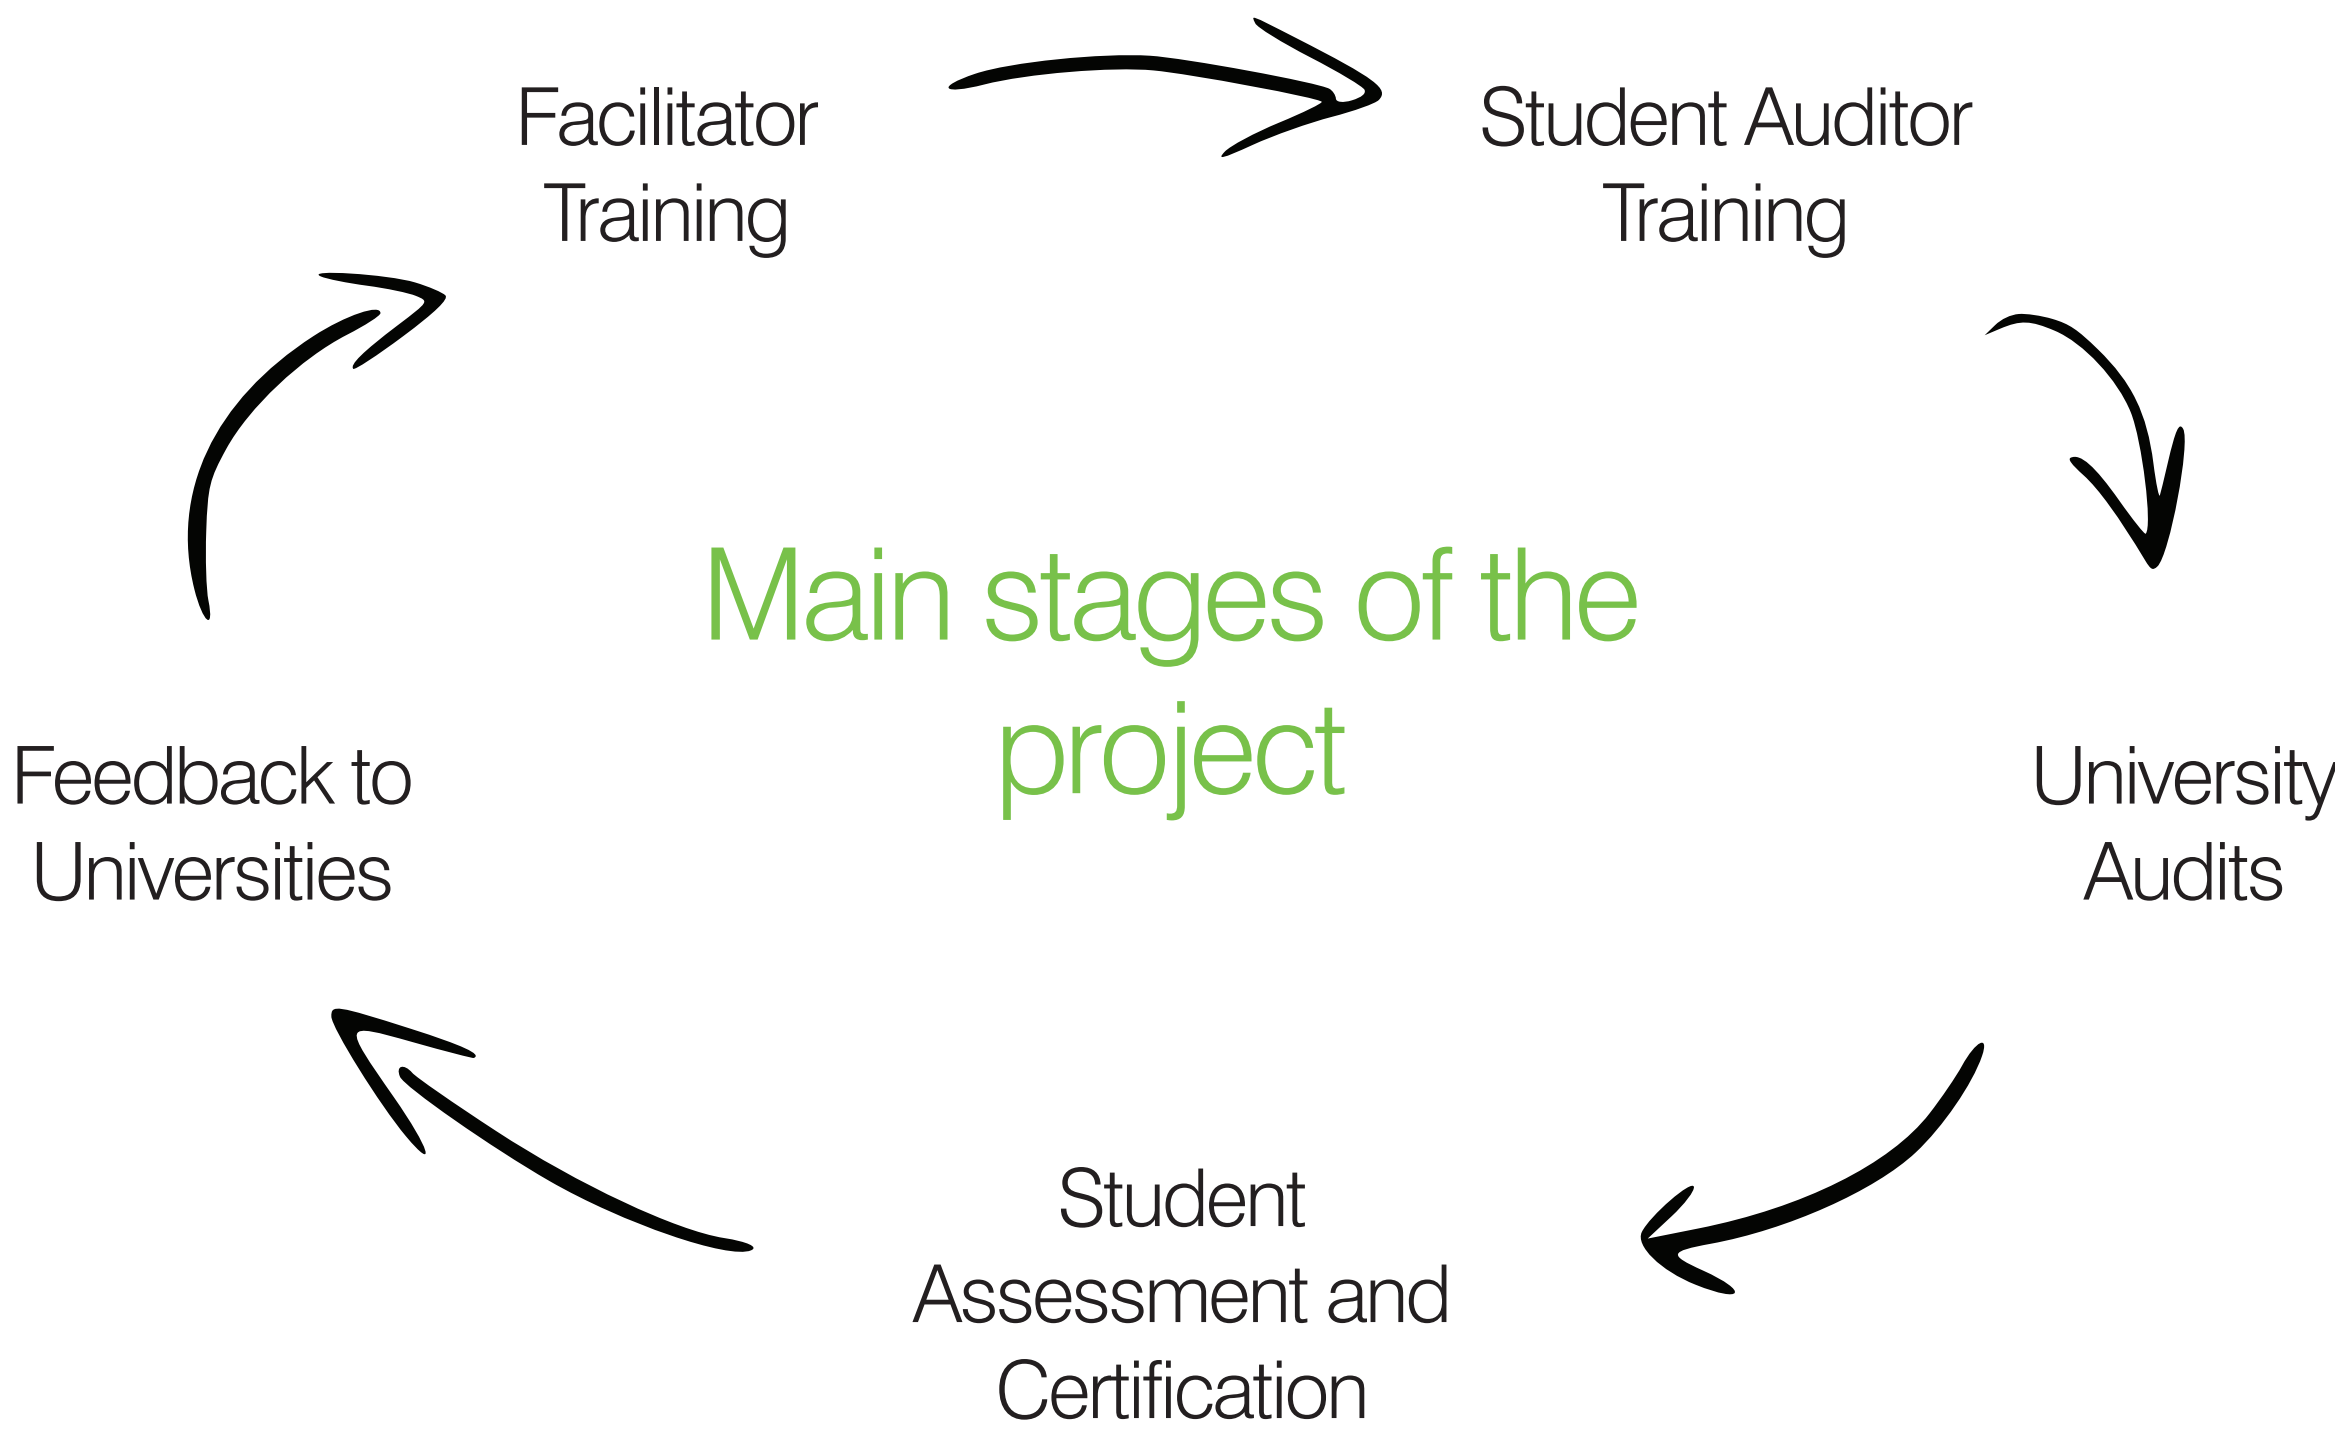 Facilitator
Training
Student Auditor
Training
Main stages of the
project
Feedback to
Universities
University
Audits
Student
Assessment and
Certification